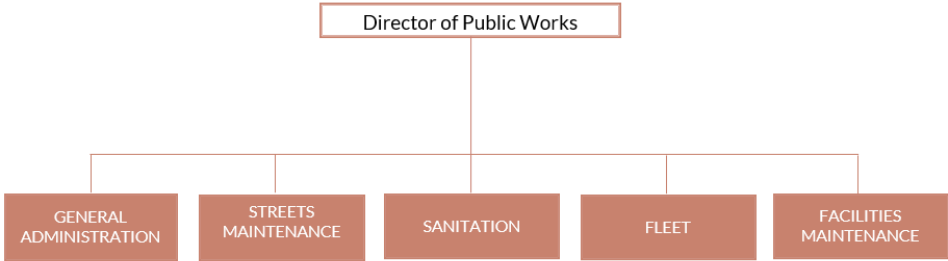 Director of Public Works
GENERAL
ADMINISTRATION
STREETS
MAINTENANCE
SANITATION
FLEET
FACILITIES
MAINTENANCE